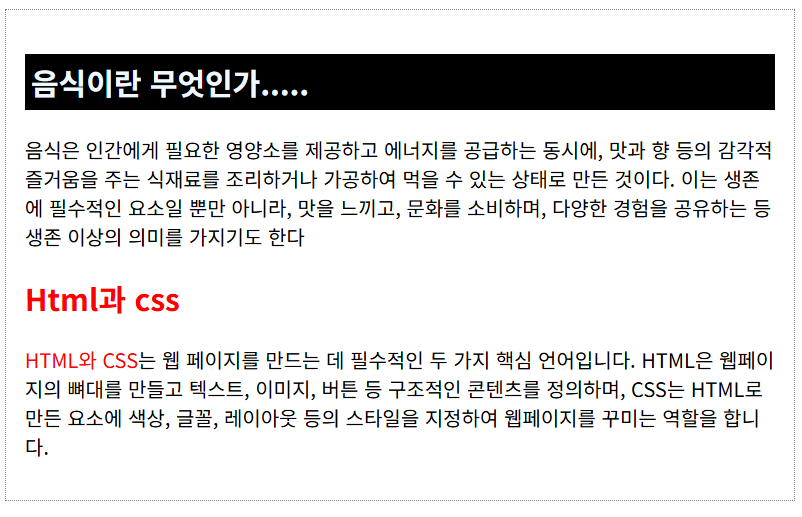 음식이란 무엇인가.....
음식은 인간에게 필요한 영양소를 제공하고 에너지를 공급하는 동시에, 맛과 향 등의 감각적
즐거움을 주는 식재료를 조리하거나 가공하여 먹을 수 있는 상태로 만든 것이다. 이는 생존
에 필수적인 요소일 뿐만 아니라, 맛을 느끼고, 문화를 소비하며, 다양한 경험을 공유하는 등
생존 이상의 의미를 가지기도 한다
Html과 css
HTML와 CSS는 웹 페이지를 만드는 데 필수적인 두 가지 핵심 언어입니다. HTML은 웹페이
지의 뼈대를 만들고 텍스트, 이미지, 버튼 등 구조적인 콘텐츠를 정의하며, CSS는 HTML로
만든 요소에 색상, 글꼴, 레이아웃 등의 스타일을 지정하여 웹페이지를 꾸미는 역할을 합니
다.